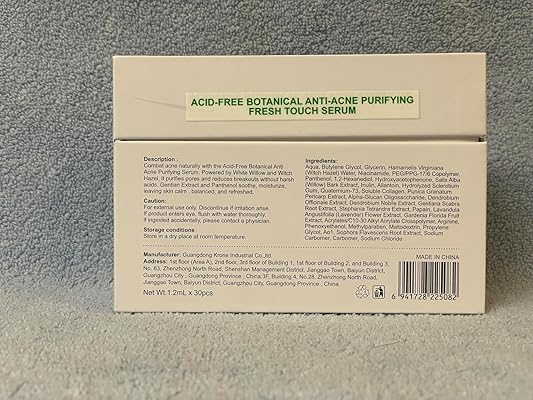 ACID-FREE BOTANICAL ANTI-ACNE PURIFYING
FRESH TOUCH SERUM
Description :
Combat acne naturally with the Acid-Free Botanical Anti
Acne Purifying Serum. Powered by White Willow and Witch
Hazel, it purifies pores and reduces breakouts without harsh
acids. Gentian Extract and Panthenol soothe, moisturize,
leaving skin calm , balanced, and refreshed.
Caution:
For external use only. Discontinue if irritation arise.
If product enters eye, flush with water thoroughly.
If ingested accidentally, please contact a physician.
Storage conditions :
Store in a dry place at room temperature.
Ingredients:
Aqua, Butylene Glycol, Glycerin, Hamamelis Virginiana
(Witch Hazel) Water, Niacinamide, PEG/PPG-17/6 Copolymer,
Panthenol, 1,2-Hexanediol, Hydroxyacetophenone, Salix Alba
(Willow) Bark Extract, Inulin, Allantoin, Hydrolyzed Sclerotium
Gum, Quaternium-73, Soluble Collagen, Punica Granatum
Pericarp Extract, Alpha-Glucan Oligosaccharide, Dendrobium
Officinale Extract, Dendrobium Nobile Extract, Gentiana Scabra
Root Extract, Stephania Tetrandra Extract, Papain, Lavandula
Angustifolia (Lavender) Flower Extract, Gardenia Florida Fruit
Extract, Acrylates/C10-30 Alkyl Acrylate Crosspolymer, Arginine,
Phenoxyethanol, Methylparaben, Maltodextrin, Propylene
Glycol, Sophora Flavescens Root Extract, Sodium
Carbomer, Carbomer, Sodium Chloride
Manufacturer: Guangdong Krone Industrial Co.,ltd.
Address: 1st floor (Area A), 2nd floor, 3rd floor of Building 1, 1st floor of Building 2, and Building 3,
No. 63, Zhenzhong North Road, Shenshan Management District, Jianggao Town, Baiyun District,
Guangzhou City , Guangdong Province , China;3F, Building 4, No.28, Zhenzhong North Road,
Jianggao Town, Baiyun District, Guangzhou City, Guangdong Province , China.
Net Wt. 1.2mL x 30pcs
MADE IN CHINA
6 941728 225082